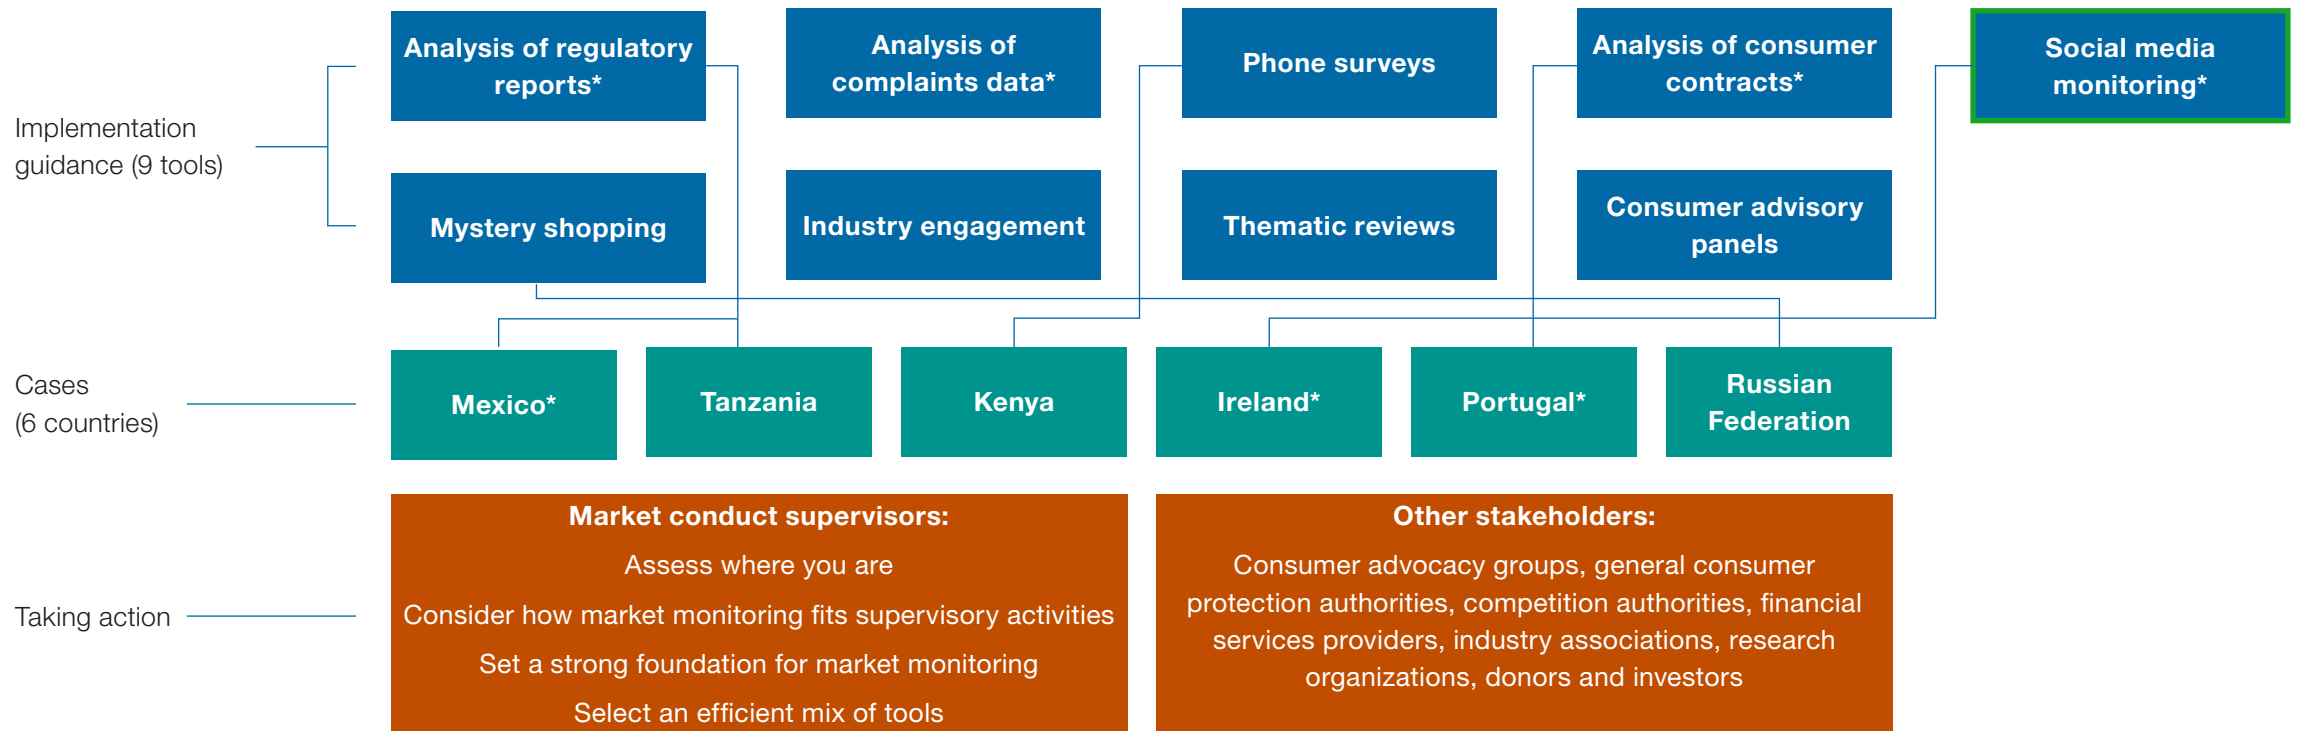 Implementation
guidance (9 tools)
Analysis of regulatory
reports*
Analysis of
complaints data*
Phone surveys
Analysis of consumer
contracts*
Social media
monitoring*
Mystery shopping
Industry engagement
Thematic reviews
Consumer advisory
panels
Cases
(6 countries)
Mexico*
Tanzania
Kenya
Ireland*
Portugal*
Russian
Federation
Taking action
Market conduct supervisors:
Assess where you are
Consider how market monitoring fits supervisory activities
Set a strong foundation for market monitoring
Select an efficient mix of tools
Other stakeholders:
Consumer advocacy groups, general consumer
protection authorities, competition authorities, financial
services providers, industry associations, research
organizations, donors and investors